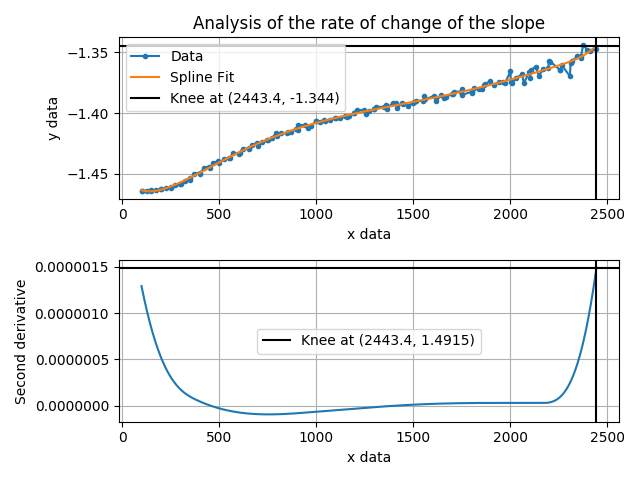 Analysis of the rate of change of the slope
−1.35
−1.40
−1.45
y data
Data
Spline Fit
Knee at (2443.4, -1.344)
0 500 1000 1500 2000 2500
x data
0.0000015
0.0000010
0.0000005
0.0000000
Second derivative
Knee at (2443.4, 1.4915)
0 500 1000 1500 2000 2500
x data